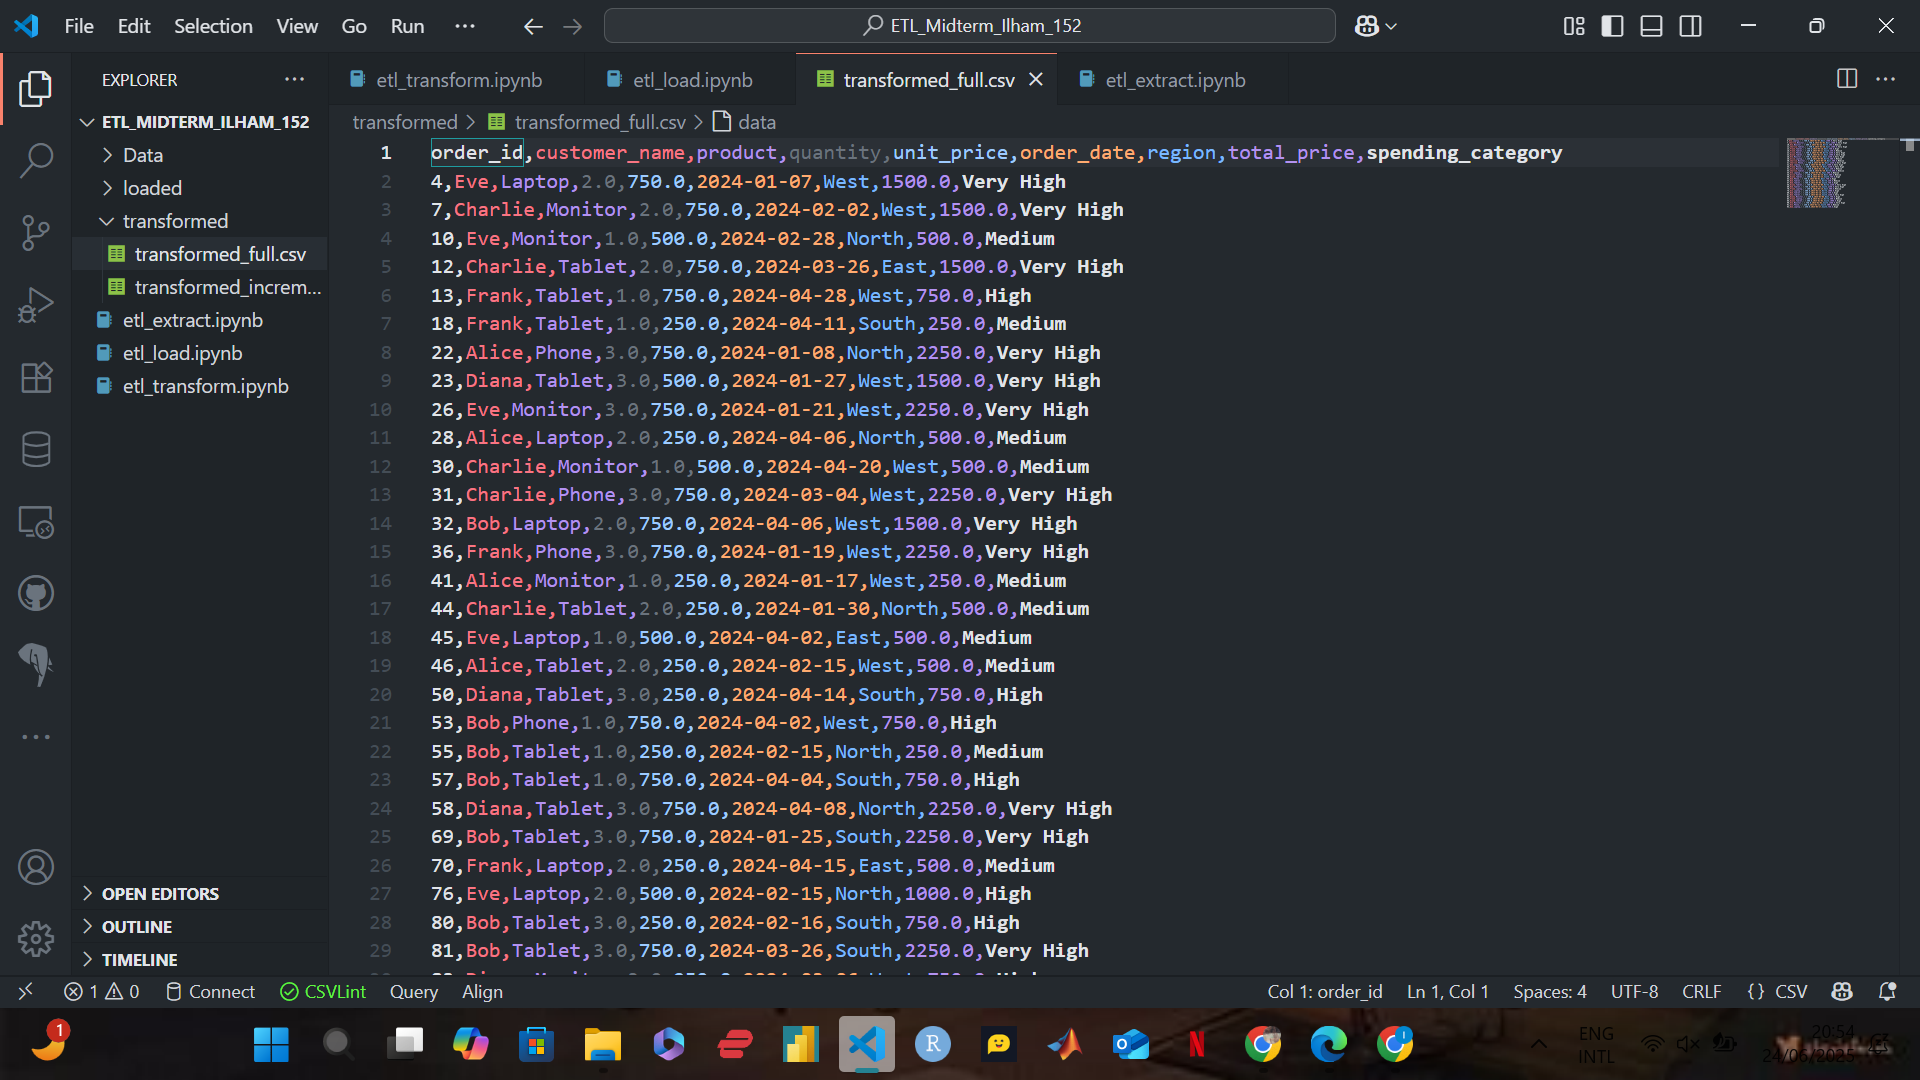 File Edit Selection View Go Run ETL_Midterm_Ilham_152
EXPLORER
etl_transform.ipynb etl_load.ipynb transformed_full.csv etl_extract.ipynb
ETL_MIDTERM_ILHAM_152
Data
loaded
transformed
transformed_full.csv
transformed_increm...
etl_extract.ipynb
etl_load.ipynb
etl_transform.ipynb
OPEN EDITORS
OUTLINE
TIMELINE
transformed > transformed_full.csv > data
1 order_id,customer_name,product,quantity,unit_price,order_date,region,total_price,spending_category
2 4,Eve,Laptop,2.0,750.0,2024-01-07,West,1500.0,Very High
3 7,Charlie,Monitor,2.0,750.0,2024-02-02,West,1500.0,Very High
4 10,Eve,Monitor,1.0,500.0,2024-02-28,North,500.0,Medium
5 12,Charlie,Tablet,2.0,750.0,2024-03-26,East,1500.0,Very High
6 13,Frank,Tablet,1.0,750.0,2024-04-28,West,750.0,High
7 18,Frank,Tablet,1.0,250.0,2024-04-11,South,250.0,Medium
8 22,Alice,Phone,3.0,750.0,2024-01-08,North,2250.0,Very High
9 23,Diana,Tablet,3.0,500.0,2024-01-27,West,1500.0,Very High
10 26,Eve,Monitor,3.0,750.0,2024-01-21,West,2250.0,Very High
11 28,Alice,Laptop,2.0,250.0,2024-04-06,North,500.0,Medium
12 30,Charlie,Monitor,1.0,500.0,2024-04-20,West,500.0,Medium
13 31,Charlie,Phone,3.0,750.0,2024-03-04,West,2250.0,Very High
14 32,Bob,Laptop,2.0,750.0,2024-04-06,West,1500.0,Very High
15 36,Frank,Phone,3.0,750.0,2024-01-19,West,2250.0,Very High
16 41,Alice,Monitor,1.0,250.0,2024-01-17,West,250.0,Medium
17 44,Charlie,Tablet,2.0,250.0,2024-01-30,North,500.0,Medium
18 45,Eve,Laptop,1.0,500.0,2024-04-02,East,500.0,Medium
19 46,Alice,Tablet,2.0,250.0,2024-02-15,West,500.0,Medium
20 50,Diana,Tablet,3.0,250.0,2024-04-14,South,750.0,High
21 53,Bob,Phone,1.0,750.0,2024-04-02,West,750.0,High
22 55,Bob,Tablet,1.0,250.0,2024-02-15,North,250.0,Medium
23 57,Bob,Tablet,1.0,750.0,2024-04-04,South,750.0,High
24 58,Diana,Tablet,3.0,750.0,2024-04-08,North,2250.0,Very High
25 69,Bob,Tablet,3.0,750.0,2024-01-25,South,2250.0,Very High
26 70,Frank,Laptop,2.0,250.0,2024-04-15,East,500.0,Medium
27 76,Eve,Laptop,2.0,500.0,2024-02-15,North,1000.0,High
28 80,Bob,Tablet,3.0,250.0,2024-02-16,South,750.0,High
29 81,Bob,Tablet,3.0,750.0,2024-03-26,South,2250.0,Very High
1 0 Connect CSVLint Query Align Col 1: order_id Ln 1, Col 1 Spaces: 4 UTF-8 CRLF {} CSV
1
ENG
INTL
20:54
24/06/2025